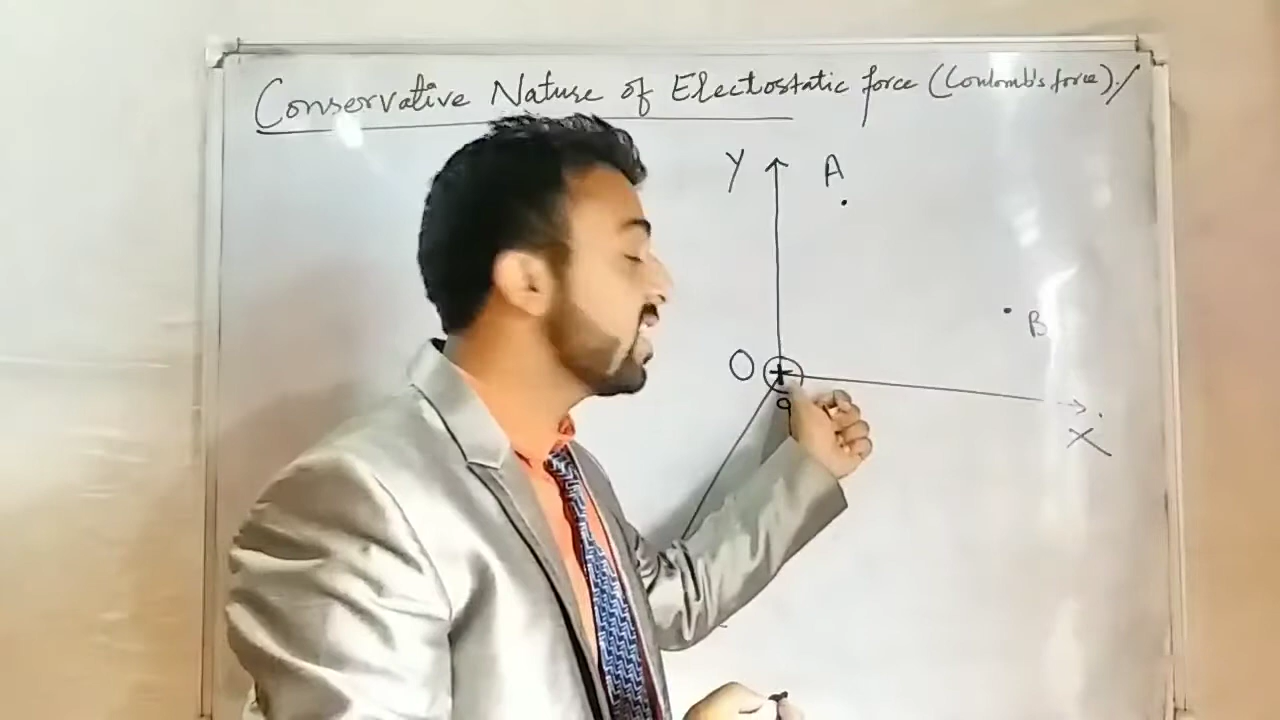 Conservative Nature of Electostatic force (Coulomb's force).
Y A
B
O +
q
X